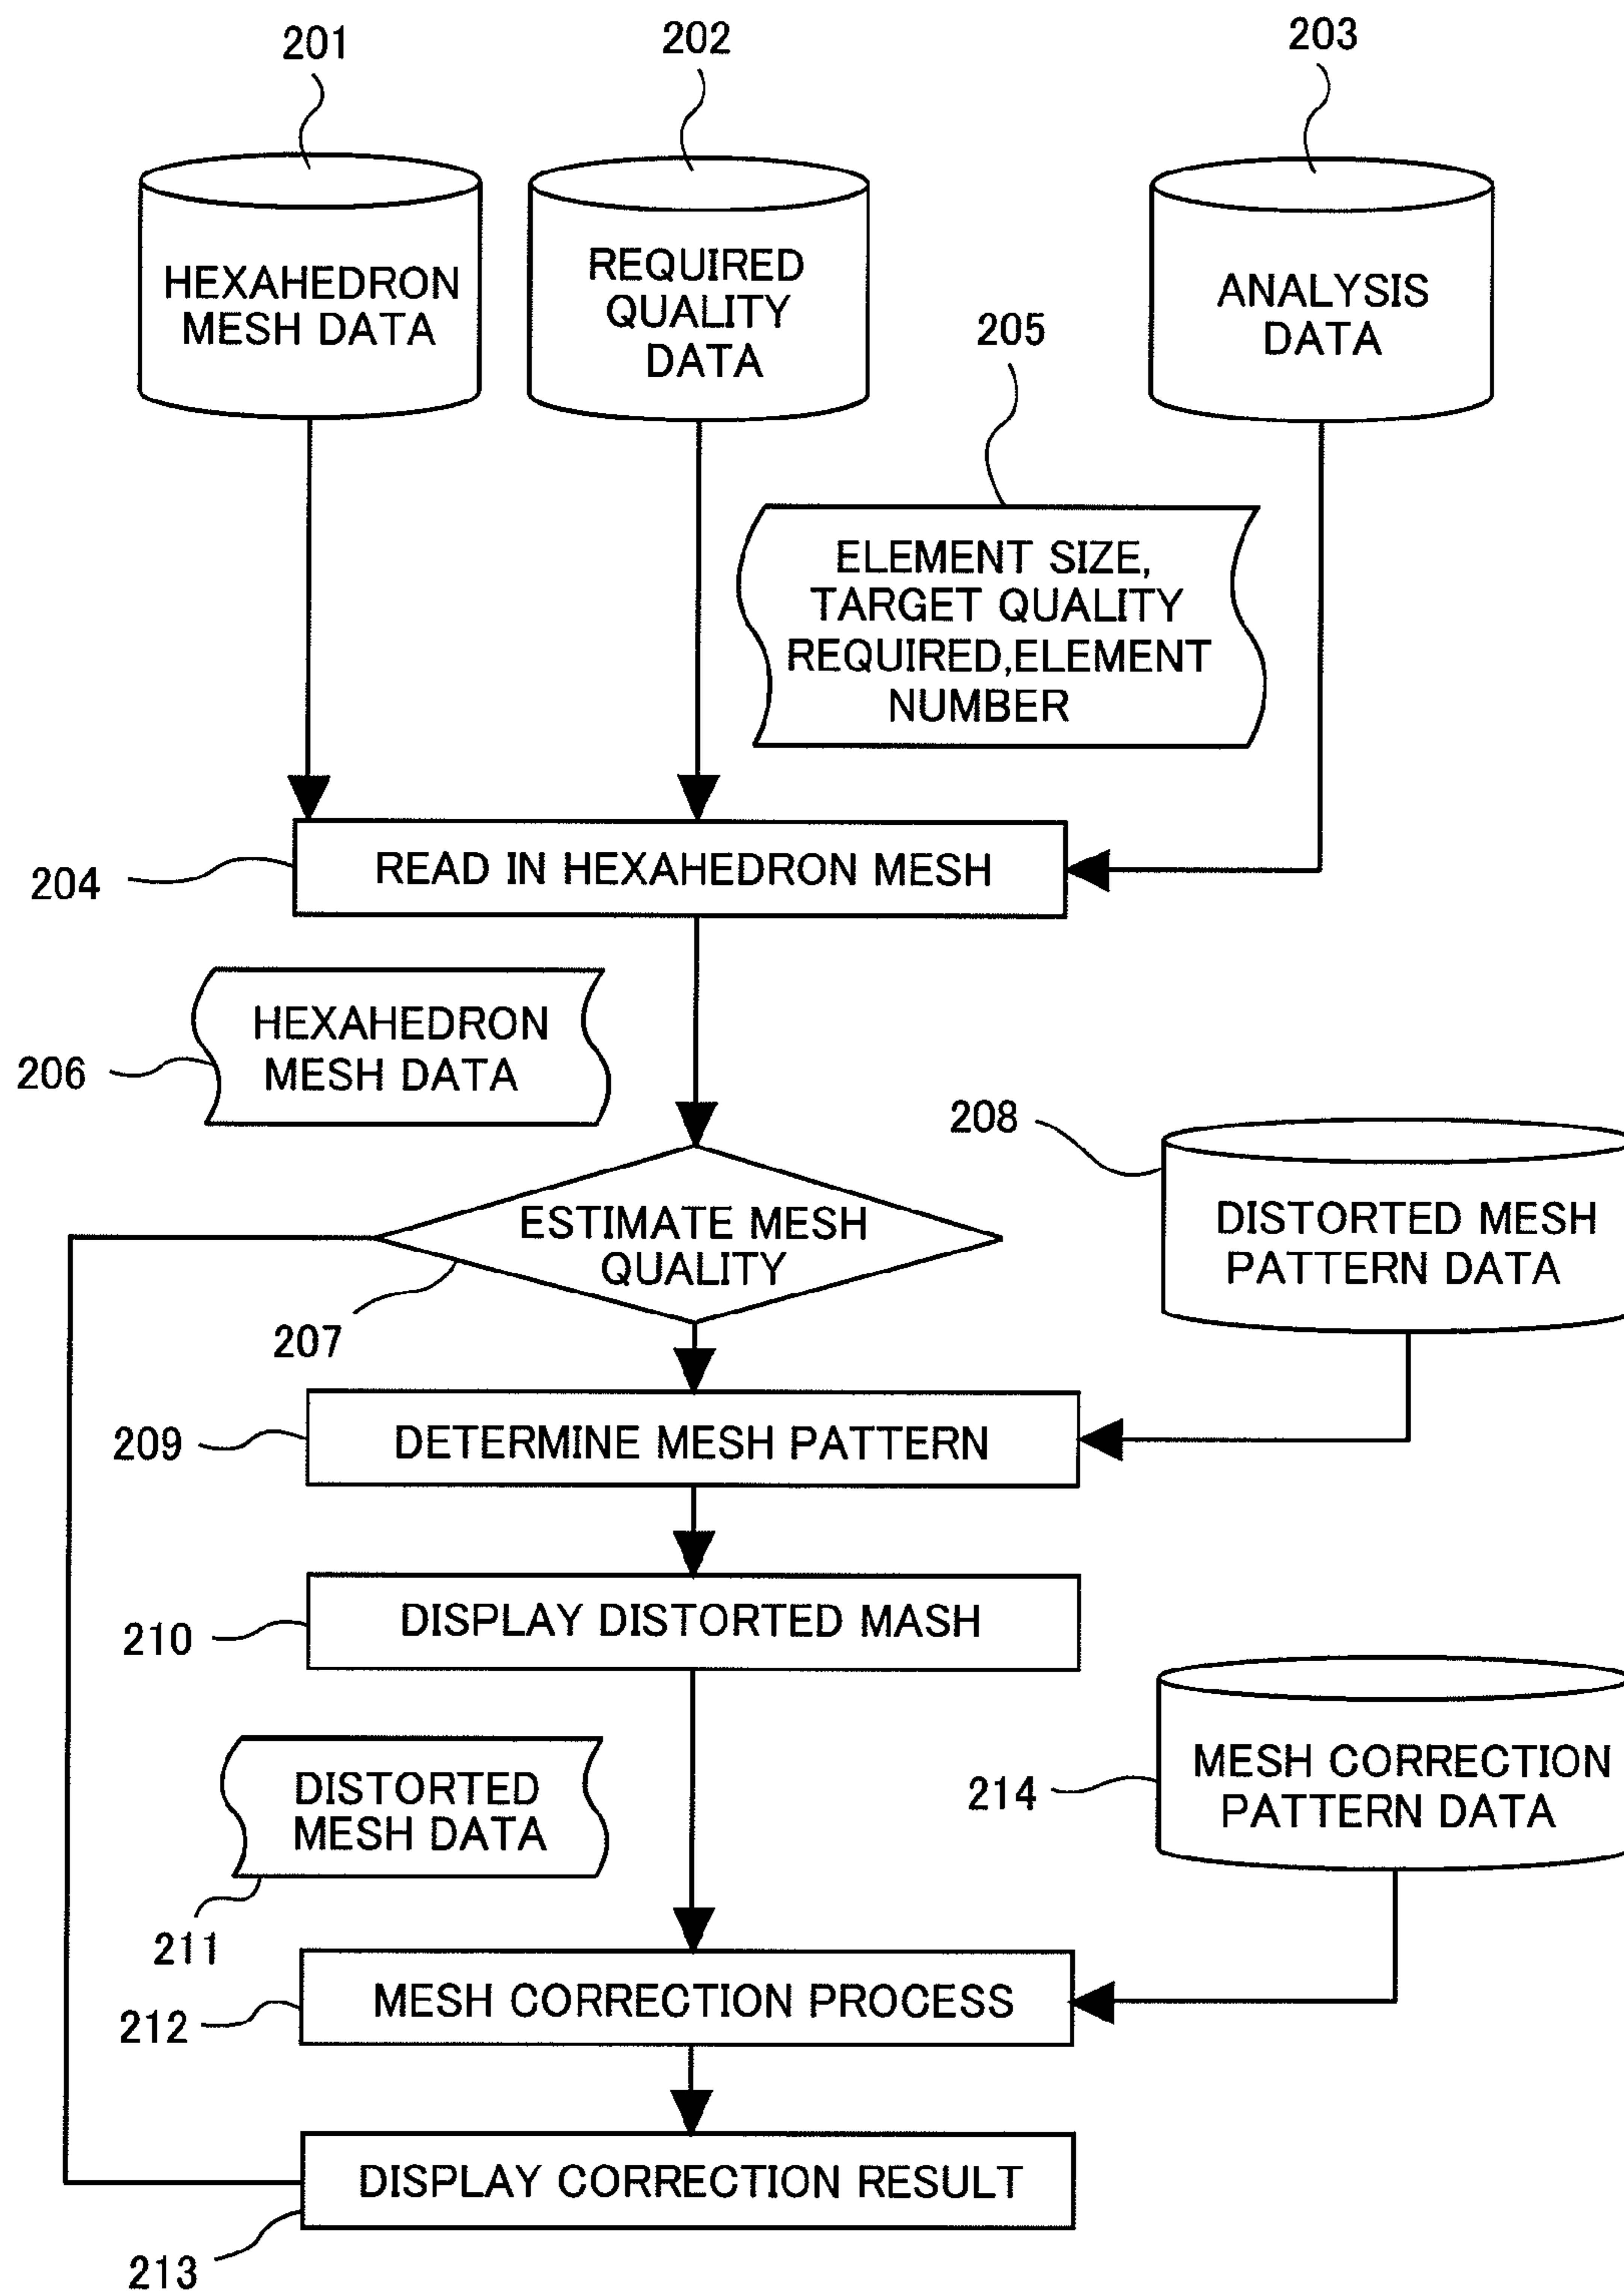 201
202
203
HEXAHEDRON
MESH DATA
REQUIRED
QUALITY
DATA
ANALYSIS
DATA
205
ELEMENT SIZE,
TARGET QUALITY
REQUIRED,ELEMENT
NUMBER
204
READ IN HEXAHEDRON MESH
HEXAHEDRON
MESH DATA
206
208
DISTORTED MESH
PATTERN DATA
ESTIMATE MESH
QUALITY
207
209
DETERMINE MESH PATTERN
210
DISPLAY DISTORTED MASH
DISTORTED
MESH DATA
211
214
MESH CORRECTION
PATTERN DATA
212
MESH CORRECTION PROCESS
DISPLAY CORRECTION RESULT
213